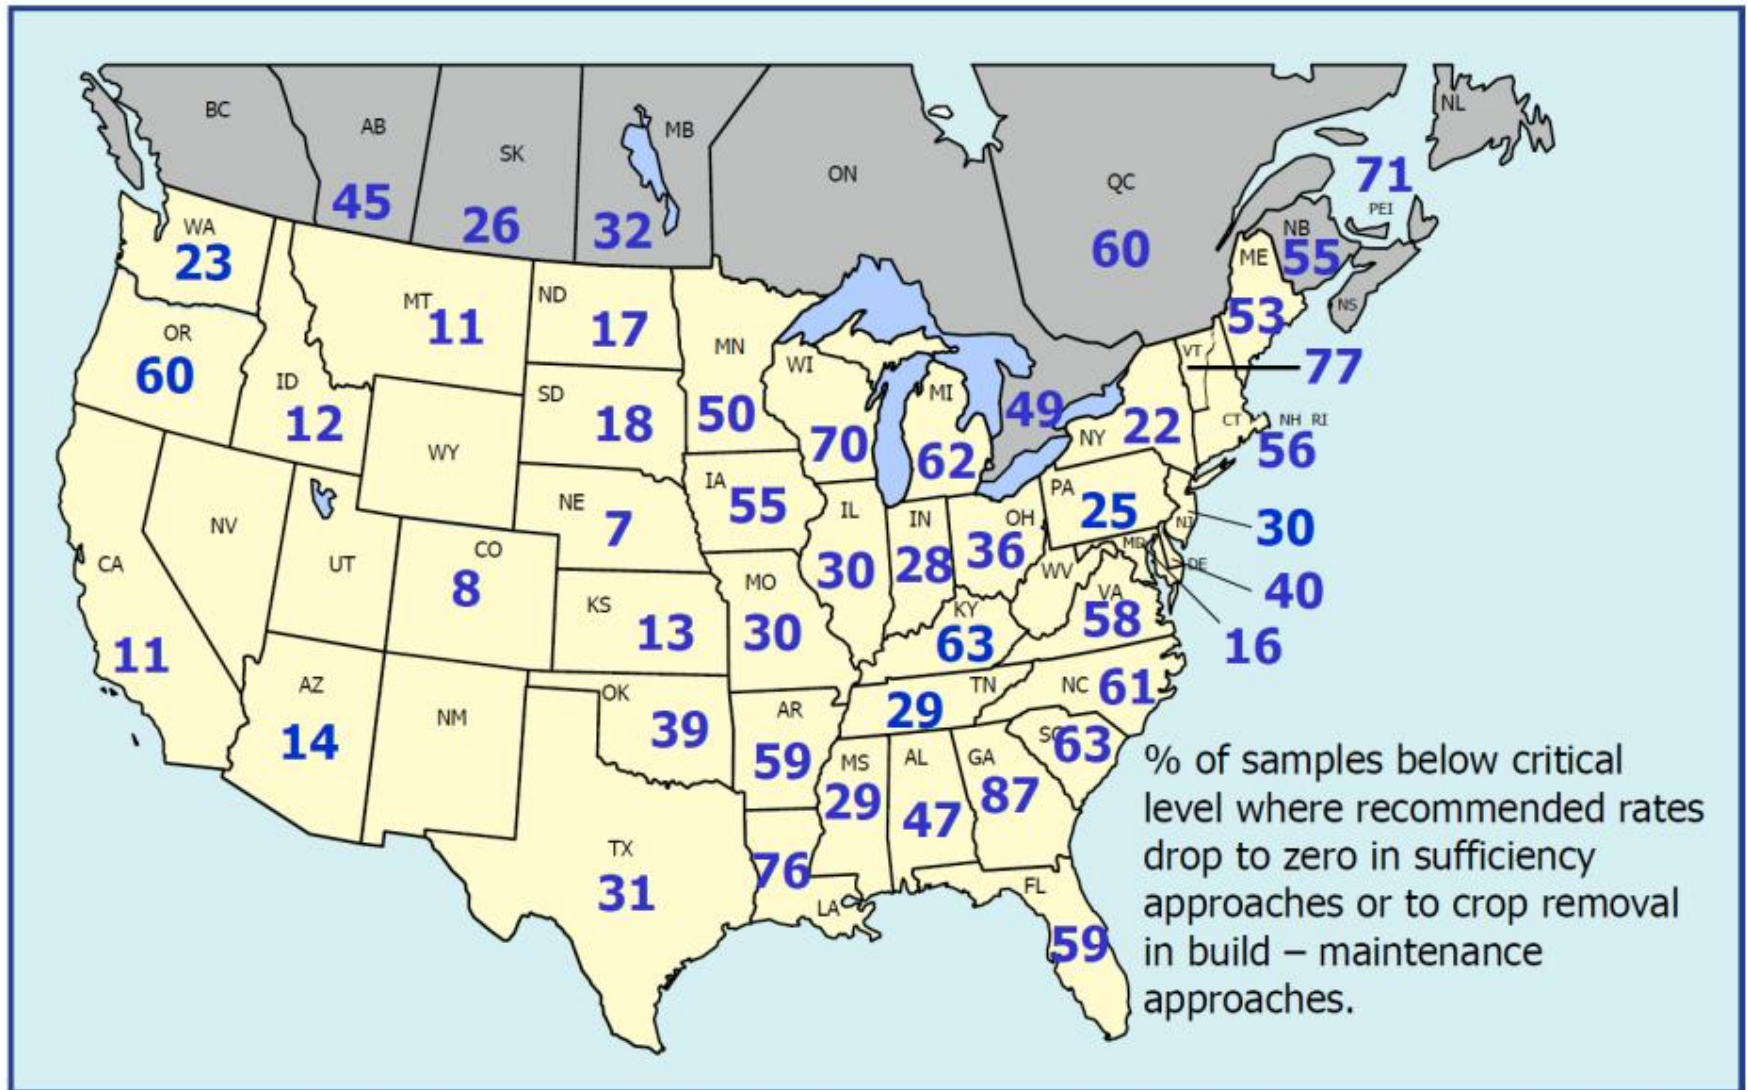 BC
AB
45
SK
26
MB
32
ON
QC
60
NL
71
PEI
NB
55
NS
WA
23
OR
60
ID
12
MT
11
ND
17
SD
18
WY
NE
7
MN
50
WI
70
MI
62
49
IA
55
NY 22
ME
53
VT
77
CT
NH RI
56
PA
25
NJ
30
MD
DE
40
16
CA
11
NV
UT
CO
8
KS
13
MO
30
IL
30
IN
28
OH
36
WV
VA
58
KY
63
AZ
14
NM
OK
39
AR
59
TN
29
NC 61
SC
63
MS
29
AL
47
GA
87
TX
31
76
LA
FL
59
% of samples below critical
level where recommended rates
drop to zero in sufficiency
approaches or to crop removal
in build – maintenance
approaches.